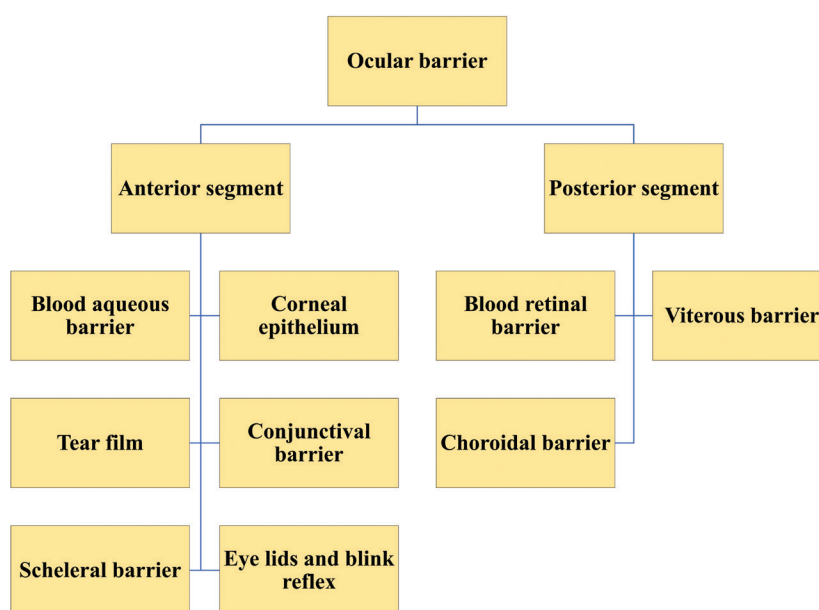 Ocular barrier
Anterior segment
Posterior segment
Blood aqueous
barrier
Corneal
epithelium
Blood retinal
barrier
Viterous barrier
Tear film
Conjunctival
barrier
Choroidal barrier
Scheleral barrier
Eye lids and blink
reflex